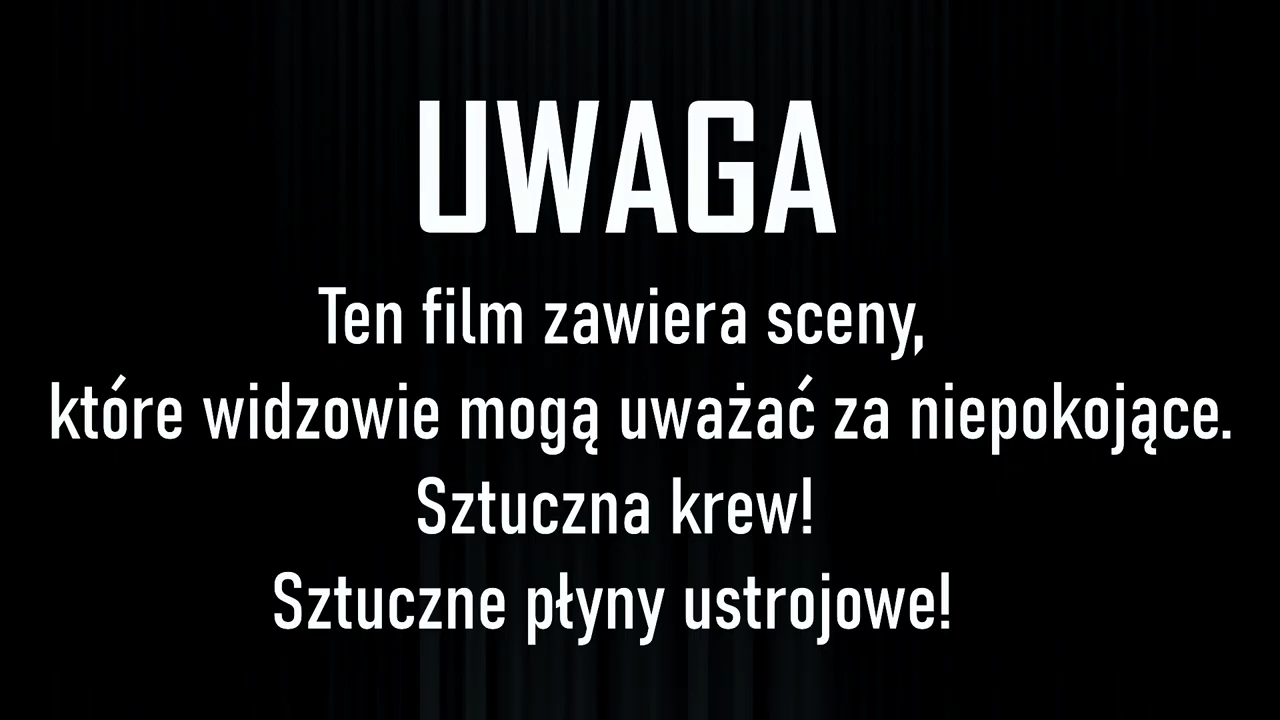 UWAGA
Ten film zawiera sceny,
które widzowie mogą uważać za niepokojące.
Sztuczna krew!
Sztuczne płyny ustrojowe!